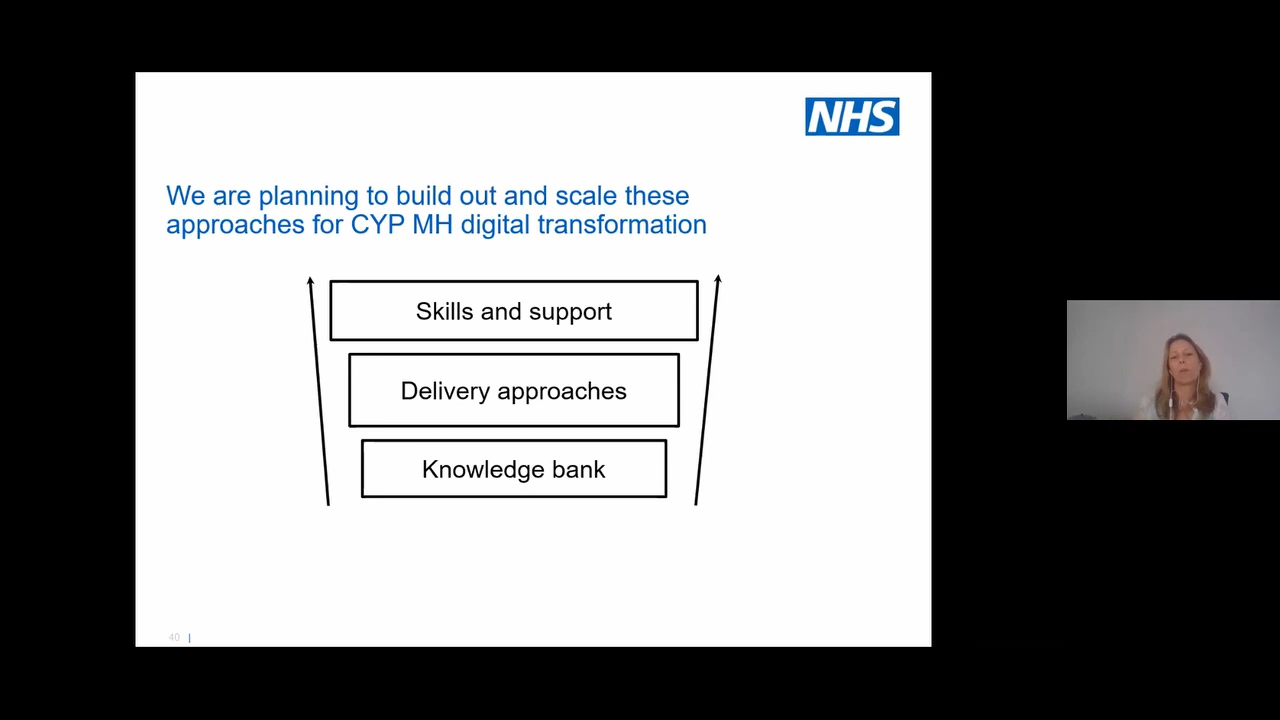 NHS
We are planning to build out and scale these
approaches for CYP MH digital transformation
Skills and support
Delivery approaches
Knowledge bank
40 |